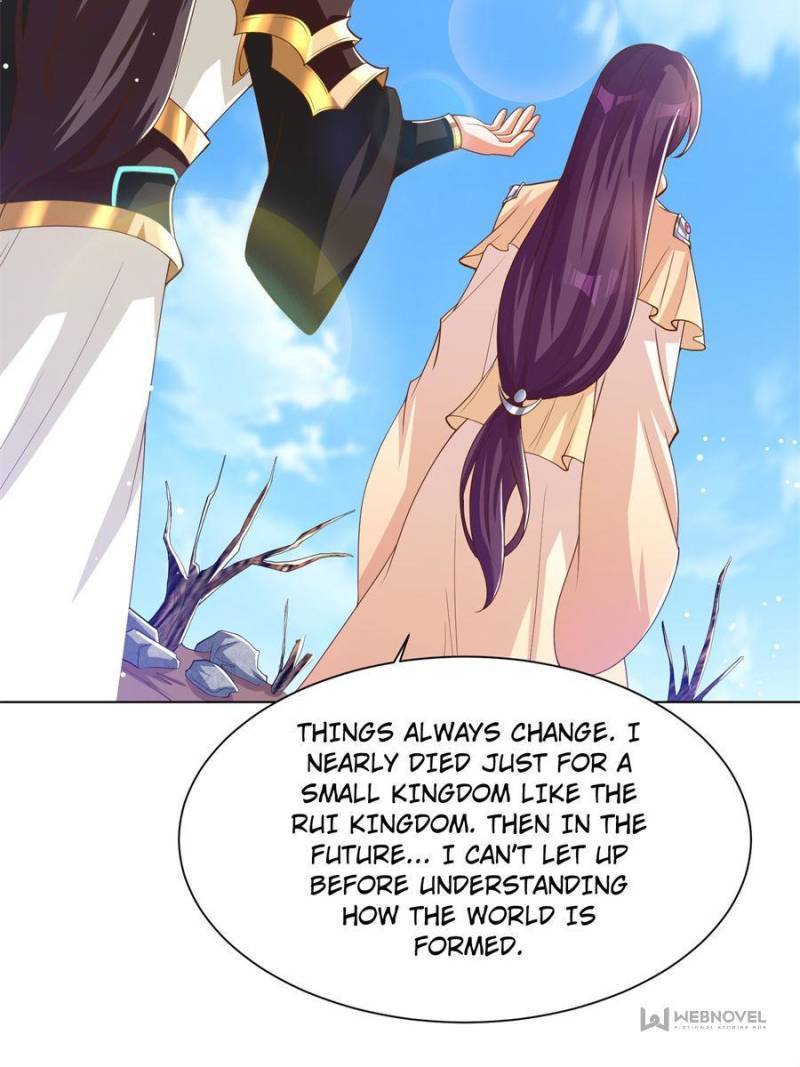 THINGS ALWAYS CHANGE. I
NEARLY DIED JUST FOR A
SMALL KINGDOM LIKE THE
RUI KINGDOM. THEN IN THE
FUTURE... I CAN'T LET UP
BEFORE UNDERSTANDING
HOW THE WORLD IS
FORMED.
WEBNOVEL